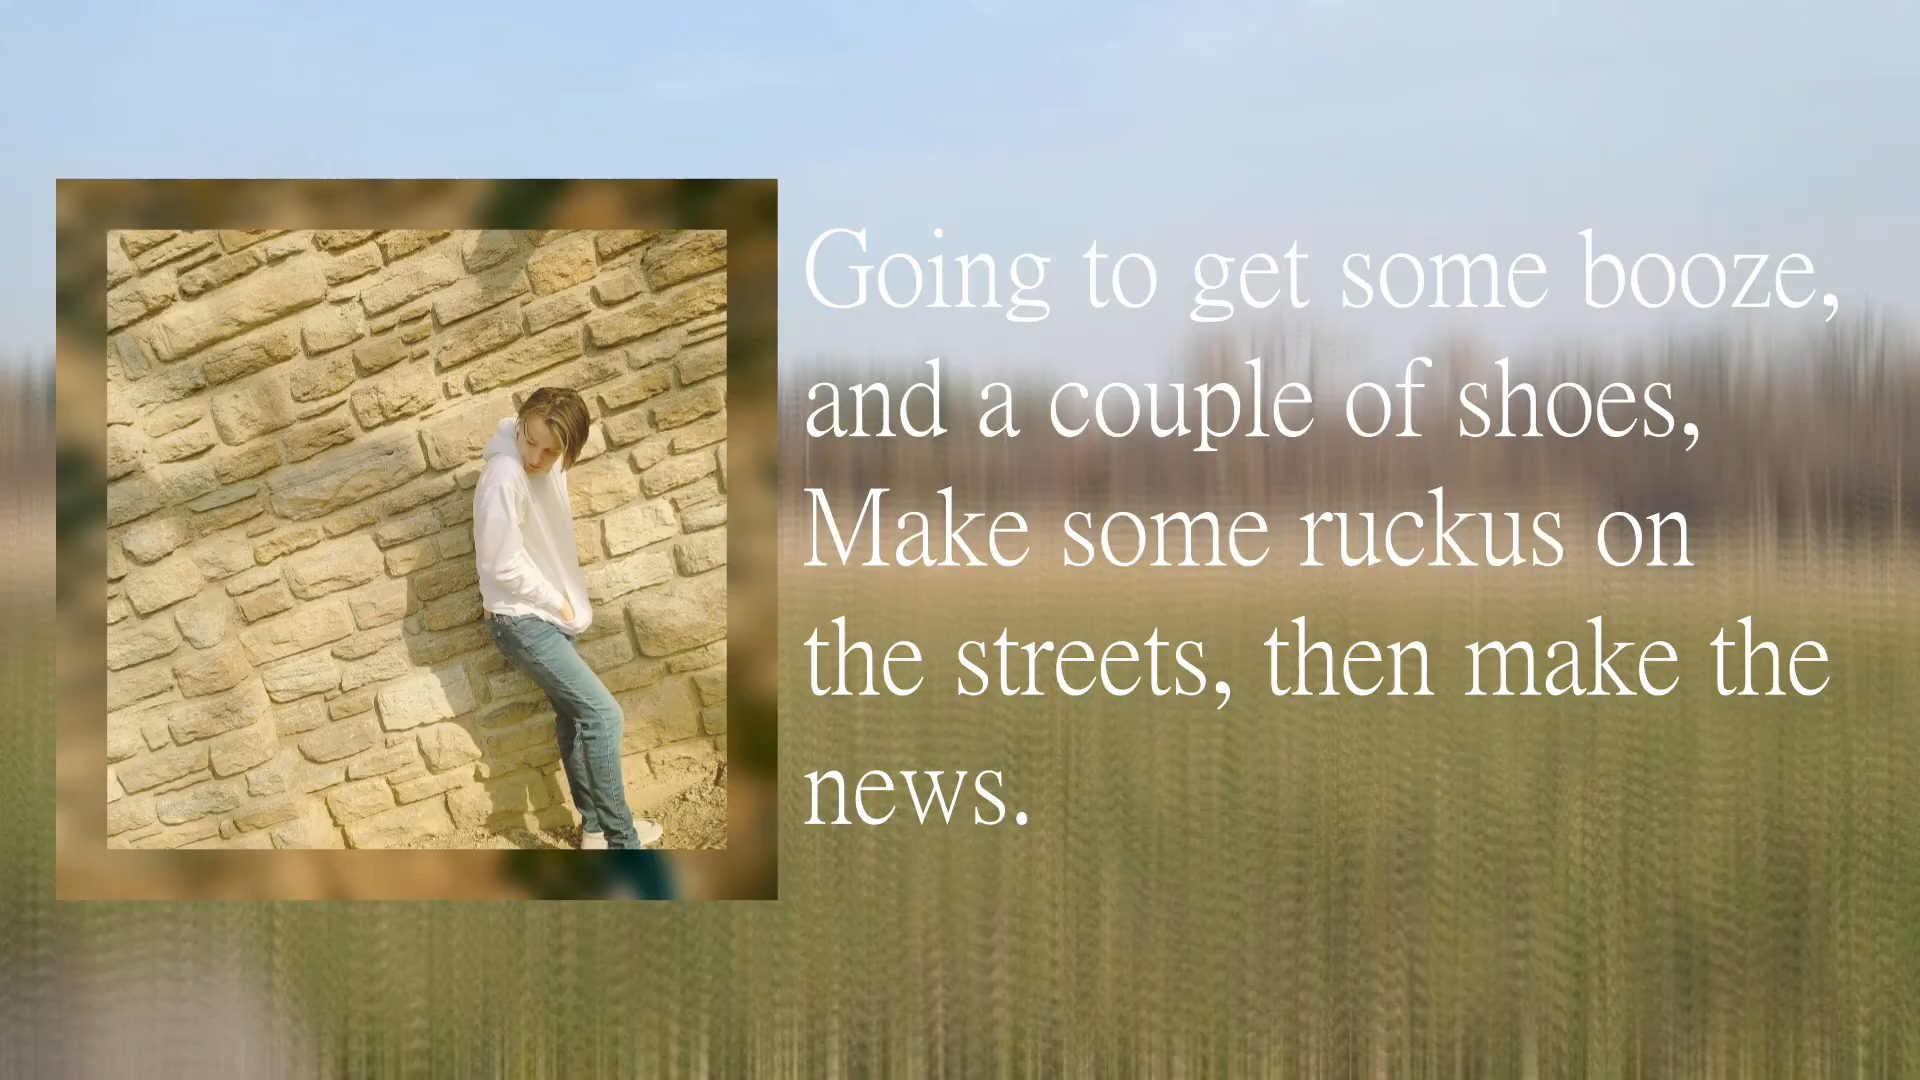 Going to get some booze,
and a couple of shoes,
Make some ruckus on
the streets, then make the
news.